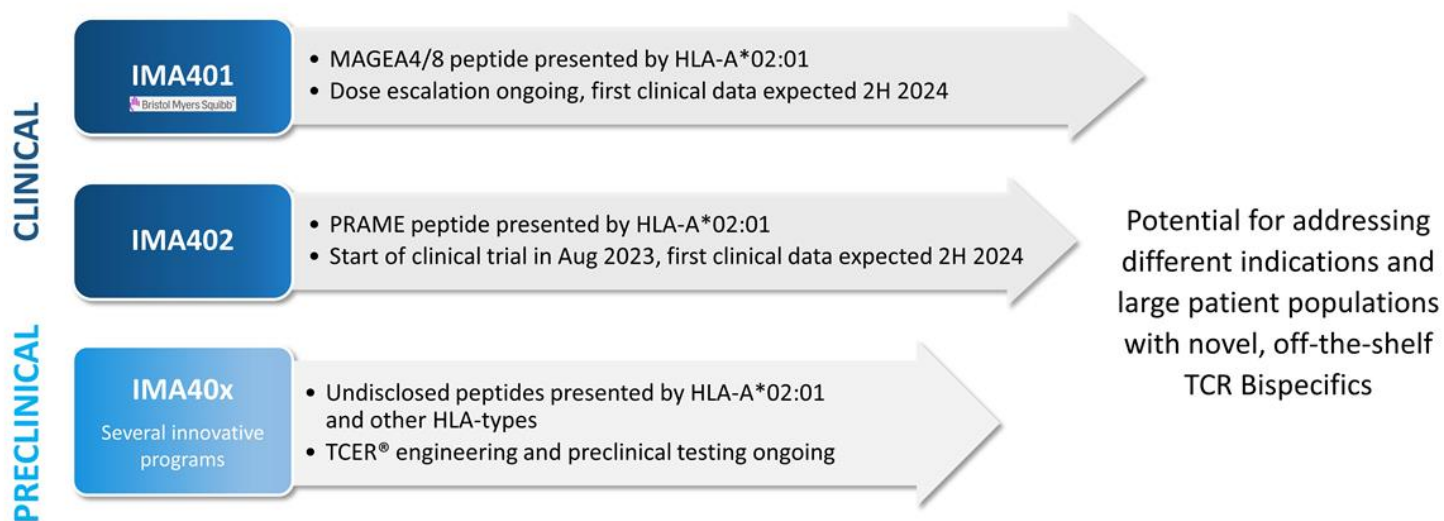 CLINICAL
IMA401
Bristol Myers Squibb™
• MAGEA4/8 peptide presented by HLA-A*02:01
• Dose escalation ongoing, first clinical data expected 2H 2024
IMA402
• PRAME peptide presented by HLA-A*02:01
• Start of clinical trial in Aug 2023, first clinical data expected 2H 2024
PRECLINICAL
IMA40x
Several innovative
programs
• Undisclosed peptides presented by HLA-A*02:01
and other HLA-types
• TCER® engineering and preclinical testing ongoing
Potential for addressing
different indications and
large patient populations
with novel, off-the-shelf
TCR Bispecifics